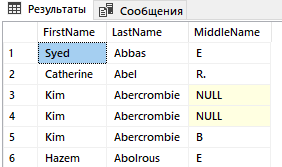 Результаты Сообщения
FirstName LastName MiddleName
1 Syed Abbas E
2 Catherine Abel R.
3 Kim Abercrombie NULL
4 Kim Abercrombie NULL
5 Kim Abercrombie B
6 Hazem Abolrous E